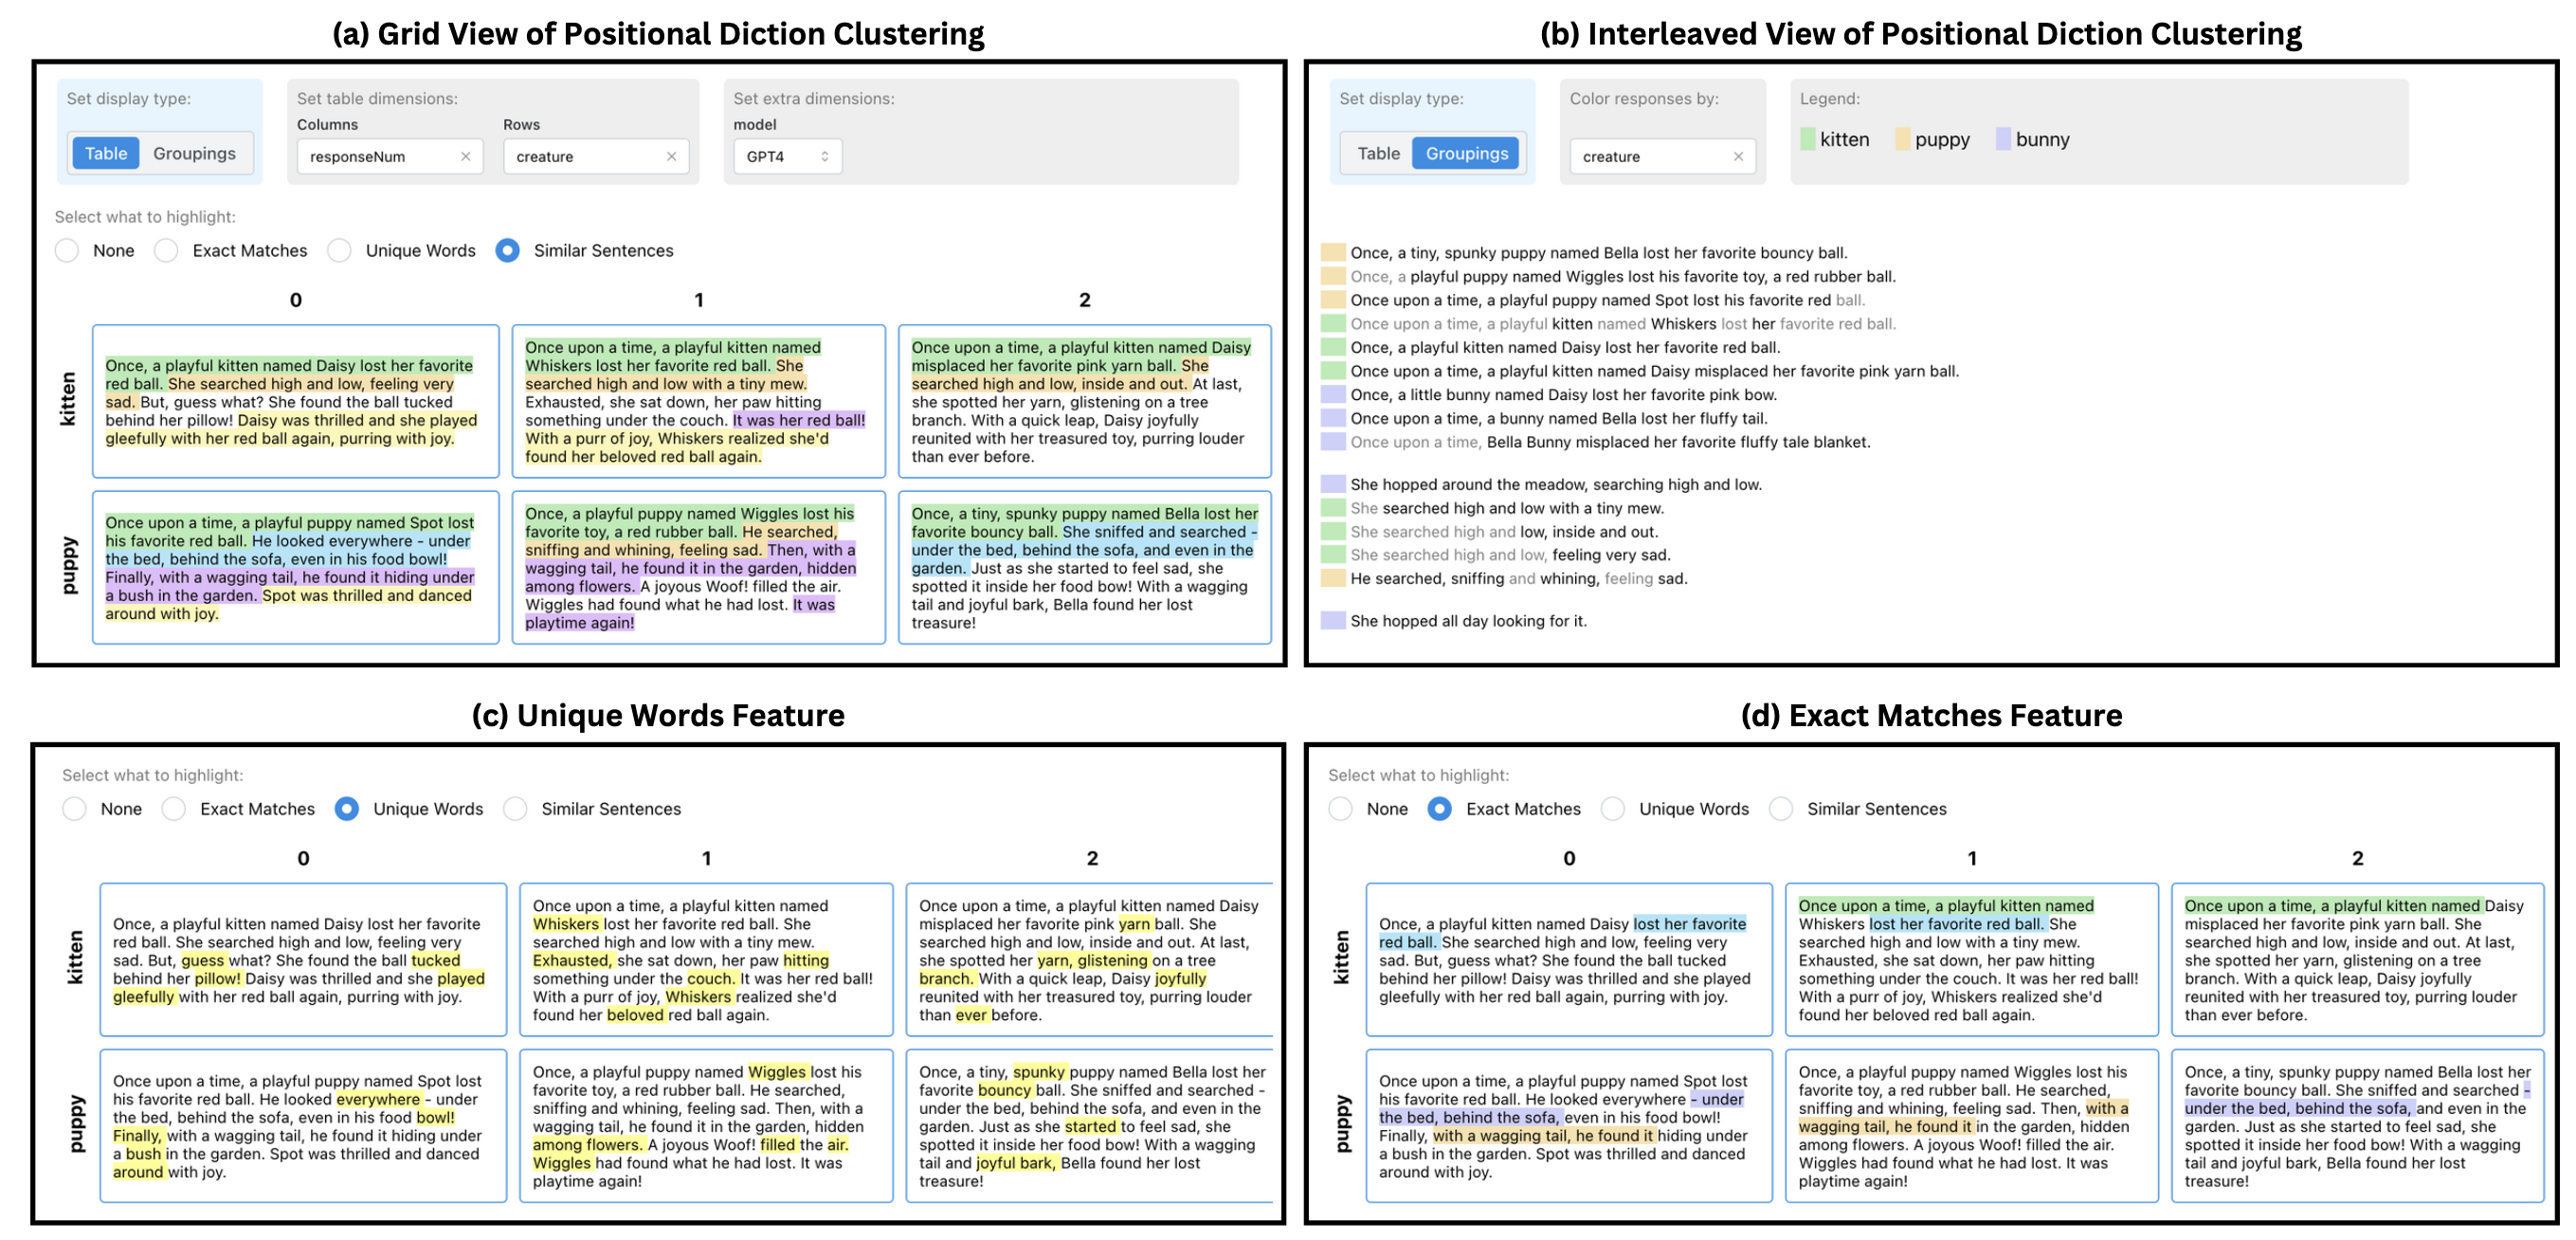 (a) Grid View of Positional Diction Clustering
Set display type:
Table Groupings
Set table dimensions:
Columns Rows
responseNum × creature ×
Set extra dimensions:
model
GPT4
Select what to highlight:
None Exact Matches Unique Words Similar Sentences
0 1 2
kitten
Once, a playful kitten named Daisy lost her favorite
red ball. She searched high and low, feeling very
sad. But, guess what? She found the ball tucked
behind her pillow! Daisy was thrilled and she played
gleefully with her red ball again, purring with joy.
Once upon a time, a playful kitten named
Whiskers lost her favorite red ball. She
searched high and low with a tiny mew.
Exhausted, she sat down, her paw hitting
something under the couch. It was her red ball!
With a purr of joy, Whiskers realized she'd
found her beloved red ball again.
Once upon a time, a playful kitten named Daisy
misplaced her favorite pink yarn ball. She
searched high and low, inside and out. At last,
she spotted her yarn, glistening on a tree
branch. With a quick leap, Daisy joyfully
reunited with her treasured toy, purring louder
than ever before.
puppy
Once upon a time, a playful puppy named Spot lost
his favorite red ball. He looked everywhere - under
the bed, behind the sofa, even in his food bowl!
Finally, with a wagging tail, he found it hiding under
a bush in the garden. Spot was thrilled and danced
around with joy.
Once, a playful puppy named Wiggles lost his
favorite toy, a red rubber ball. He searched,
sniffing and whining, feeling sad. Then, with a
wagging tail, he found it in the garden, hidden
among flowers. A joyous Woof! filled the air.
Wiggles had found what he had lost. It was
playtime again!
Once, a tiny, spunky puppy named Bella lost her
favorite bouncy ball. She sniffed and searched -
under the bed, behind the sofa, and even in the
garden. Just as she started to feel sad, she
spotted it inside her food bowl! With a wagging
tail and joyful bark, Bella found her lost
treasure!
(b) Interleaved View of Positional Diction Clustering
Set display type:
Table Groupings
Color responses by:
creature ×
Legend:
kitten puppy bunny
Once, a tiny, spunky puppy named Bella lost her favorite bouncy ball.
Once, a playful puppy named Wiggles lost his favorite toy, a red rubber ball.
Once upon a time, a playful puppy named Spot lost his favorite red ball.
Once upon a time, a playful kitten named Whiskers lost her favorite red ball.
Once, a playful kitten named Daisy lost her favorite red ball.
Once upon a time, a playful kitten named Daisy misplaced her favorite pink yarn ball.
Once, a little bunny named Daisy lost her favorite pink bow.
Once upon a time, a bunny named Bella lost her fluffy tail.
Once upon a time, Bella Bunny misplaced her favorite fluffy tale blanket.
She hopped around the meadow, searching high and low.
She searched high and low with a tiny mew.
She searched high and low, inside and out.
She searched high and low, feeling very sad.
He searched, sniffing and whining, feeling sad.
She hopped all day looking for it.
(c) Unique Words Feature
Select what to highlight:
None Exact Matches Unique Words Similar Sentences
0 1 2
kitten
Once, a playful kitten named Daisy lost her favorite
red ball. She searched high and low, feeling very
sad. But, guess what? She found the ball tucked
behind her pillow! Daisy was thrilled and she played
gleefully with her red ball again, purring with joy.
Once upon a time, a playful kitten named
Whiskers lost her favorite red ball. She
searched high and low with a tiny mew.
Exhausted, she sat down, her paw hitting
something under the couch. It was her red ball!
With a purr of joy, Whiskers realized she'd
found her beloved red ball again.
Once upon a time, a playful kitten named Daisy
misplaced her favorite pink yarn ball. She
searched high and low, inside and out. At last,
she spotted her yarn, glistening on a tree
branch. With a quick leap, Daisy joyfully
reunited with her treasured toy, purring louder
than ever before.
puppy
Once upon a time, a playful puppy named Spot lost
his favorite red ball. He looked everywhere - under
the bed, behind the sofa, even in his food bowl!
Finally, with a wagging tail, he found it hiding under
a bush in the garden. Spot was thrilled and danced
around with joy.
Once, a playful puppy named Wiggles lost his
favorite toy, a red rubber ball. He searched,
sniffing and whining, feeling sad. Then, with a
wagging tail, he found it in the garden, hidden
among flowers. A joyous Woof! filled the air.
Wiggles had found what he had lost. It was
playtime again!
Once, a tiny, spunky puppy named Bella lost her
favorite bouncy ball. She sniffed and searched -
under the bed, behind the sofa, and even in the
garden. Just as she started to feel sad, she
spotted it inside her food bowl! With a wagging
tail and joyful bark, Bella found her lost
treasure!
(d) Exact Matches Feature
Select what to highlight:
None Exact Matches Unique Words Similar Sentences
0 1 2
kitten
Once, a playful kitten named Daisy lost her favorite
red ball. She searched high and low, feeling very
sad. But, guess what? She found the ball tucked
behind her pillow! Daisy was thrilled and she played
gleefully with her red ball again, purring with joy.
Once upon a time, a playful kitten named
Whiskers lost her favorite red ball. She
searched high and low with a tiny mew.
Exhausted, she sat down, her paw hitting
something under the couch. It was her red ball!
With a purr of joy, Whiskers realized she'd
found her beloved red ball again.
Once upon a time, a playful kitten named Daisy
misplaced her favorite pink yarn ball. She
searched high and low, inside and out. At last,
she spotted her yarn, glistening on a tree
branch. With a quick leap, Daisy joyfully
reunited with her treasured toy, purring louder
than ever before.
puppy
Once upon a time, a playful puppy named Spot lost
his favorite red ball. He looked everywhere - under
the bed, behind the sofa, even in his food bowl!
Finally, with a wagging tail, he found it hiding under
a bush in the garden. Spot was thrilled and danced
around with joy.
Once, a playful puppy named Wiggles lost his
favorite toy, a red rubber ball. He searched,
sniffing and whining, feeling sad. Then, with a
wagging tail, he found it in the garden, hidden
among flowers. A joyous Woof! filled the air.
Wiggles had found what he had lost. It was
playtime again!
Once, a tiny, spunky puppy named Bella lost her
favorite bouncy ball. She sniffed and searched -
under the bed, behind the sofa, and even in the
garden. Just as she started to feel sad, she
spotted it inside her food bowl! With a wagging
tail and joyful bark, Bella found her lost
treasure!